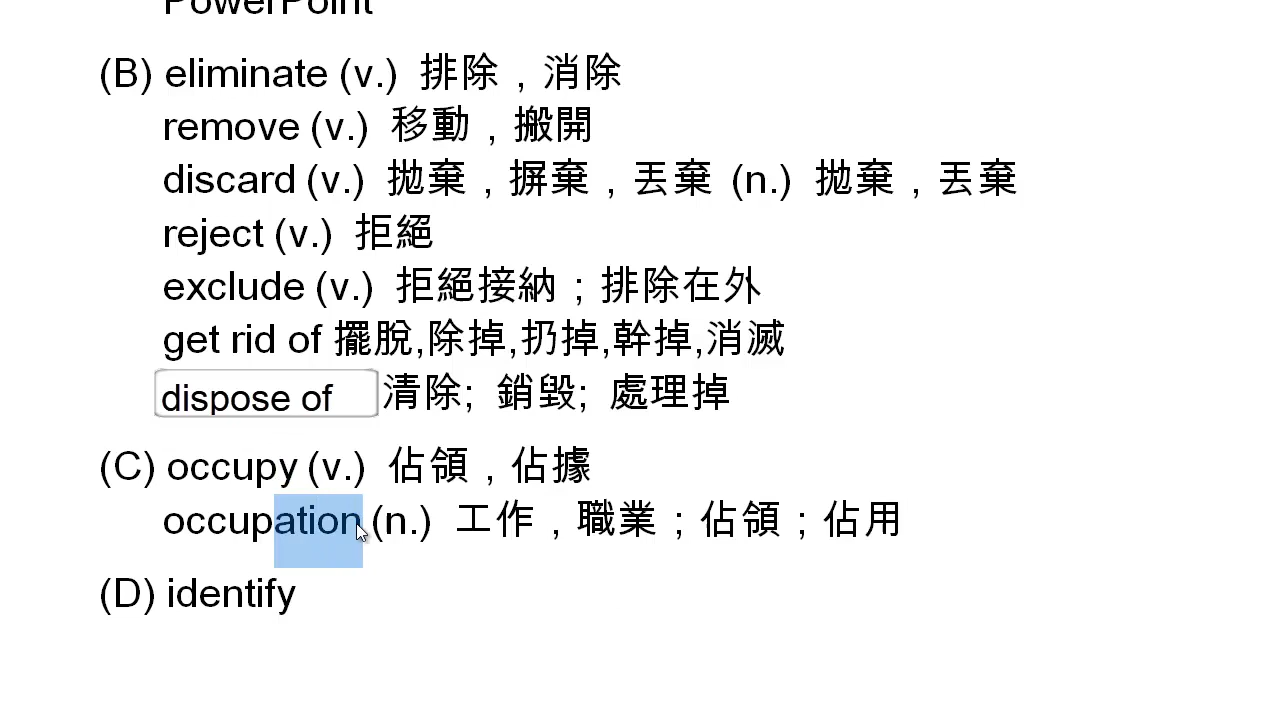 PowerPoint
(B) eliminate (v.) 排除，消除
remove (v.) 移動，搬開
discard (v.) 拋棄，摒棄，丟棄 (n.) 拋棄，丟棄
reject (v.) 拒絕
exclude (v.) 拒絕接納；排除在外
get rid of 擺脫,除掉,扔掉,幹掉,消滅
dispose of 清除; 銷毀; 處理掉
(C) occupy (v.) 佔領，佔據
occupation (n.) 工作，職業；佔領；佔用
(D) identify